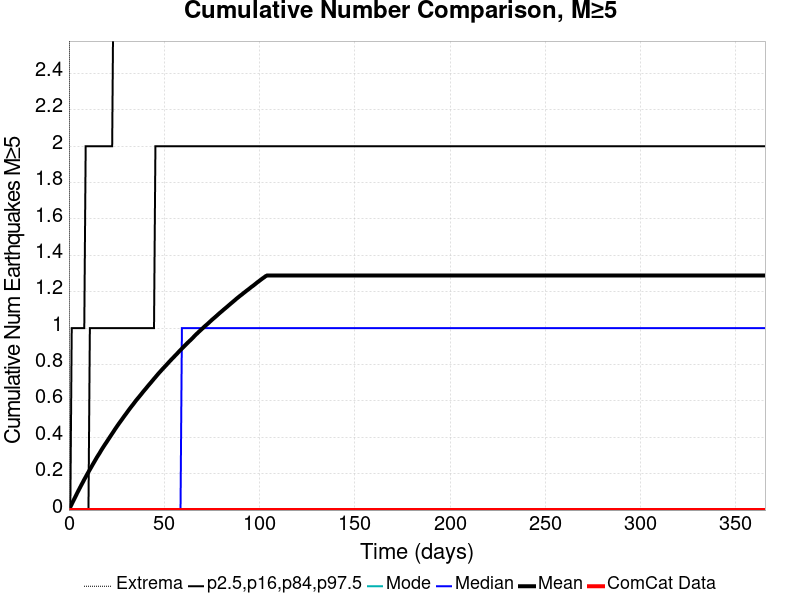 Cumulative Number Comparison, M≥5
Cumulative Num Earthquakes M≥5
2.4
2.2
2
1.8
1.6
1.4
1.2
1
0.8
0.6
0.4
0.2
0
0 50 100 150 200 250 300 350
Time (days)
Extrema p2.5,p16,p84,p97.5 Mode Median Mean ComCat Data